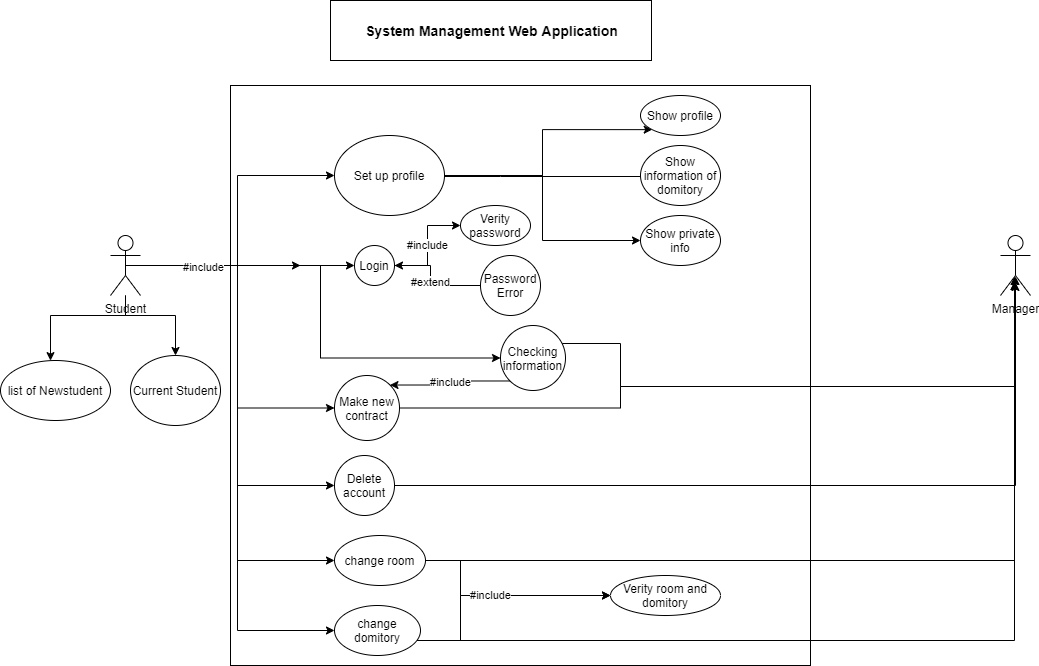 System Management Web Application
Show profile
Set up profile
Show
information of
domitory
Verity
password
Show private
info
#include
#include
Login
#extend
Password
Error
Student
Manager
Checking
information
list of Newstudent
Current Student
#include
Make new
contract
Delete
account
change room
#include
Verity room and
domitory
change
domitory